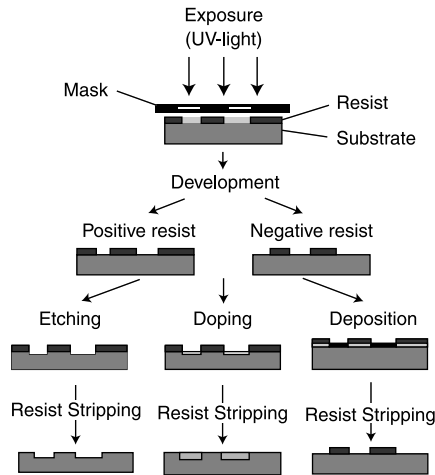 Exposure
(UV-light)
Mask
Resist
Substrate
Development
Positive resist
Negative resist
Etching
Doping
Deposition
Resist Stripping
Resist Stripping
Resist Stripping